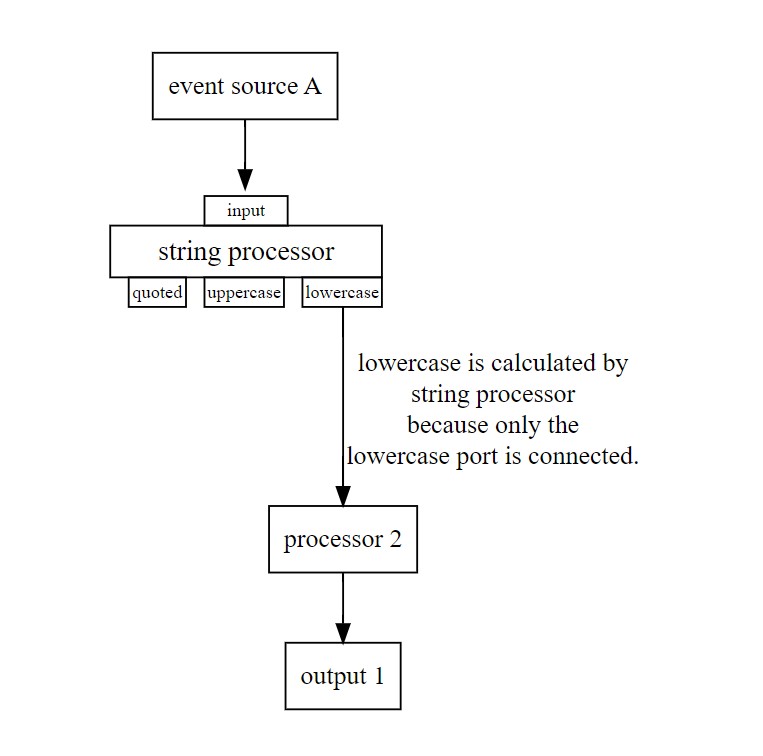 event source A
input
string processor
quoted
uppercase
lowercase
lowercase is calculated by
string processor
because only the
lowercase port is connected.
processor 2
output 1